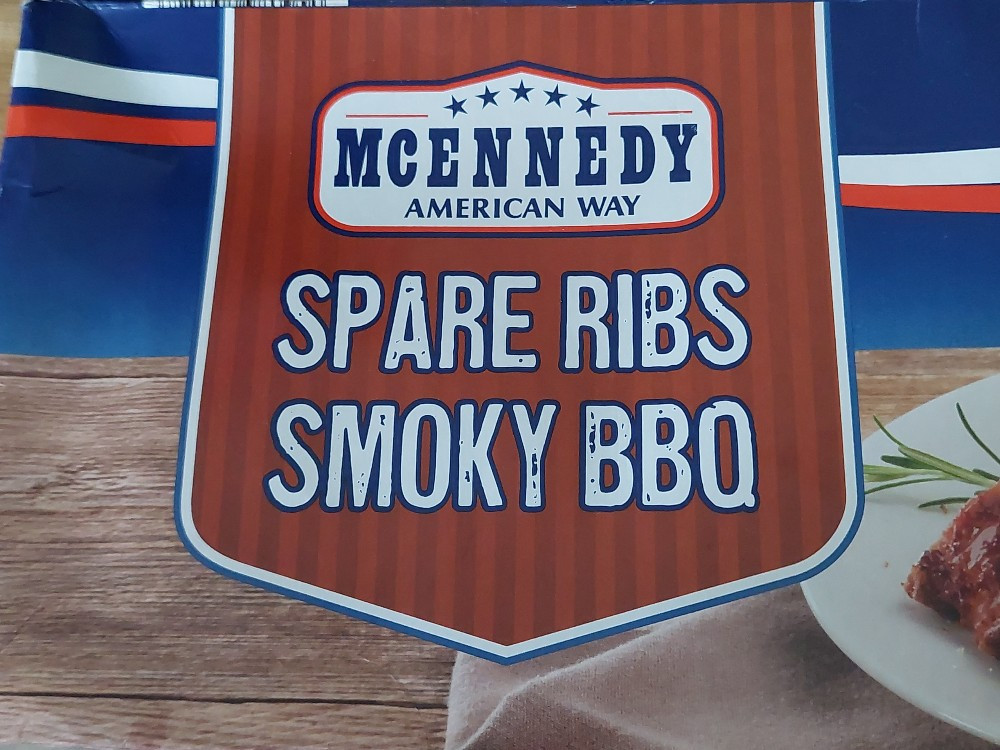 MCENNEDY
AMERICAN WAY
SPARE RIBS
SMOKY BBQ